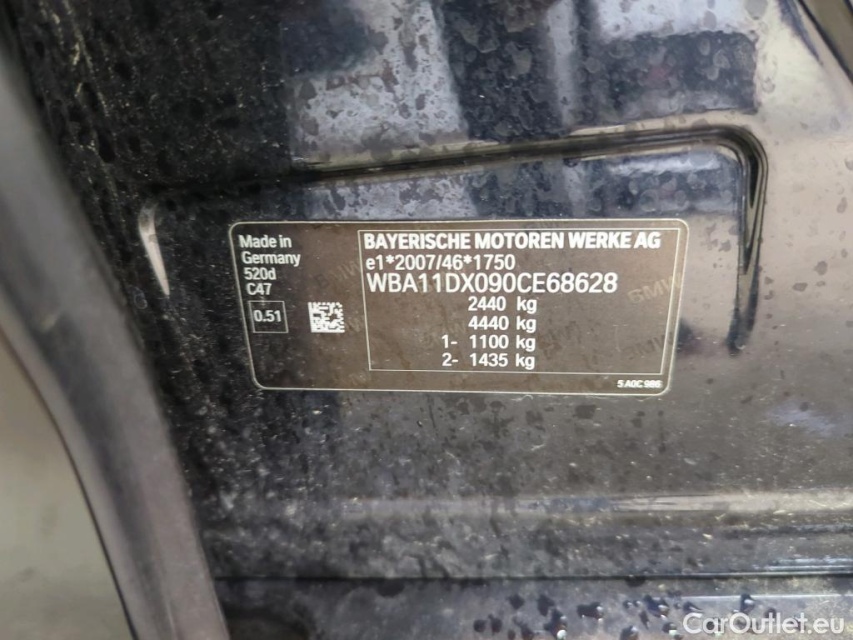 Made in
Germany
520d
C47
0.51
BAYERISCHE MOTOREN WERKE AG
e1*2007/46*1750
WBA11DX090CE68628
2440 kg
4440 kg
1- 1100 kg
2- 1435 kg
5 A0C 986
BMW
CarOutlet.eu